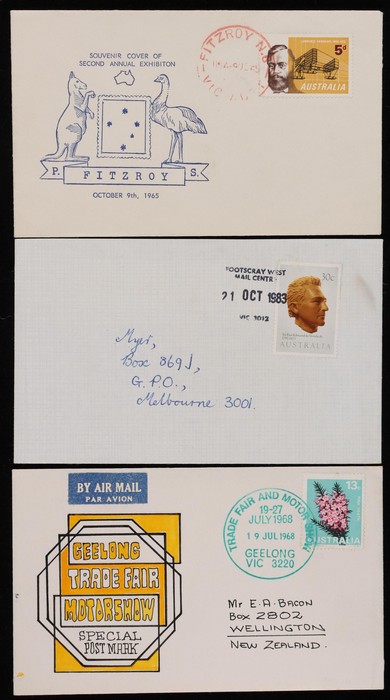 SOUVENIR COVER OF
SECOND ANNUAL EXHIBITON
P. FITZROY S.
OCTOBER 9th, 1965
FITZROY N.
VIC
5d
AUSTRALIA
FOOTSCRAY WEST
MAIL CENTRE
21 OCT 1983
VIC 3012
30c
AUSTRALIA
Myer,
Box 869J,
G.P.O.,
Melbourne 3001.
BY AIR MAIL
PAR AVION
GEELONG
TRADE FAIR
MOTORSHOW
SPECIAL
POST MARK
TRADE FAIR AND MOTOR SHOW
19-27
JULY 1968
19 JUL 1968
GEELONG
VIC 3220
13c
AUSTRALIA
Mr E.A. BACON
BOX 2802
WELLINGTON
NEW ZEALAND.